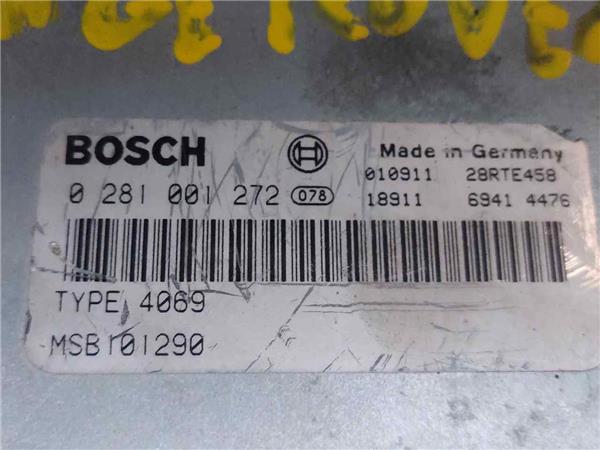 BOSCH
Made in Germany
0 281 001 272 078
010911 28RTE458
18911 6941 4476
TYPE 4069
MSB101290